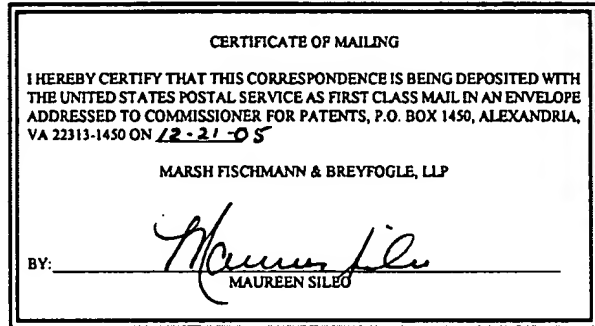 CERTIFICATE OF MAILING
I HEREBY CERTIFY THAT THIS CORRESPONDENCE IS BEING DEPOSITED WITH
THE UNITED STATES POSTAL SERVICE AS FIRST CLASS MAIL IN AN ENVELOPE
ADDRESSED TO COMMISSIONER FOR PATENTS, P.O. BOX 1450, ALEXANDRIA,
VA 22313-1450 ON 12-21-05
MARSH FISCHMANN & BREYFOGLE, LLP
BY: Maureen Sileo
MAUREEN SILEO